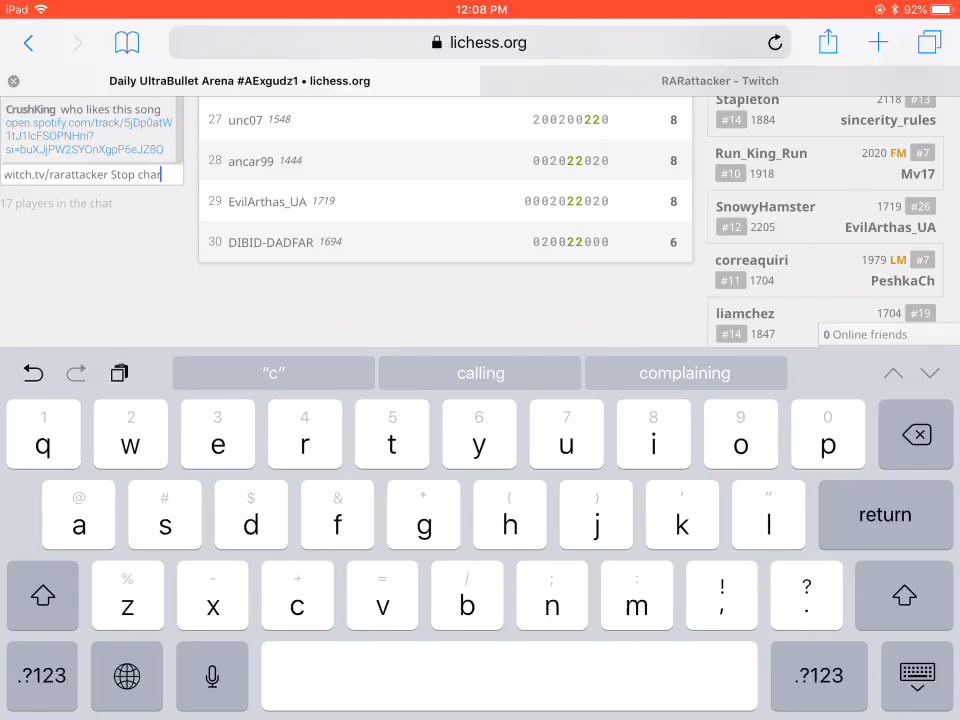 iPad 12:08 PM 92%
lichess.org
Daily UltraBullet Arena #AExgudz1 • lichess.org
RARattacker - Twitch
CrushKing who likes this song
open.spotify.com/track/5jDp0atW
1tJ1lcFSOPNHni?
si=buXJjPW2SYOnXgpP6eJZ8Q
witch.tv/rarattacker Stop char
17 players in the chat
27 unc07 1548 200200220 8
28 ancar99 1444 002022020 8
29 EvilArthas_UA 1719 0002022020 8
30 DIBID-DADFAR 1694 020022000 6
Stapleton 2118 #13
#14 1884 sincerity_rules
Run_King_Run 2020 FM #7
#10 1918 Mv17
SnowyHamster 1719 #26
#12 2205 EvilArthas_UA
correaquiri 1979 LM #7
#11 1704 PeshkaCh
liamchez 1704 #19
#14 1847
0 Online friends
“c” calling complaining
1 2 3 4 5 6 7 8 9 0
q w e r t y u i o p
@ # $ & * ( ) ' "
a s d f g h j k l return
% - + = / ; : ! ?
z x c v b n m , .
.?123 .?123